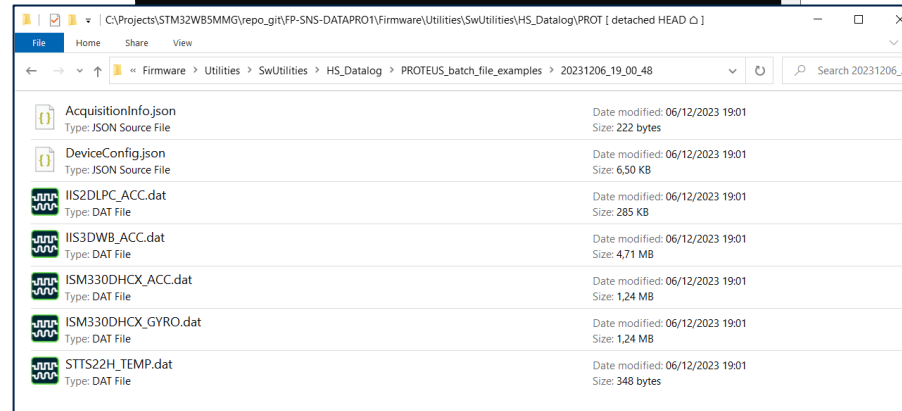 C:\Projects\STM32WB5MMG\repo_git\FP-SNS-DATAPRO1\Firmware\Utilities\SwUtilities\HS_Datalog\PROT [ detached HEAD ⌂ ]
File Home Share View
« Firmware > Utilities > SwUtilities > HS_Datalog > PROTEUS_batch_file_examples > 20231206_19_00_48 Search 20231206_
AcquisitionInfo.json Date modified: 06/12/2023 19:01
Type: JSON Source File Size: 222 bytes
DeviceConfig.json Date modified: 06/12/2023 19:01
Type: JSON Source File Size: 6,50 KB
IIS2DLPC_ACC.dat Date modified: 06/12/2023 19:01
Type: DAT File Size: 285 KB
IIS3DWB_ACC.dat Date modified: 06/12/2023 19:01
Type: DAT File Size: 4,71 MB
ISM330DHCX_ACC.dat Date modified: 06/12/2023 19:01
Type: DAT File Size: 1,24 MB
ISM330DHCX_GYRO.dat Date modified: 06/12/2023 19:01
Type: DAT File Size: 1,24 MB
STTS22H_TEMP.dat Date modified: 06/12/2023 19:01
Type: DAT File Size: 348 bytes